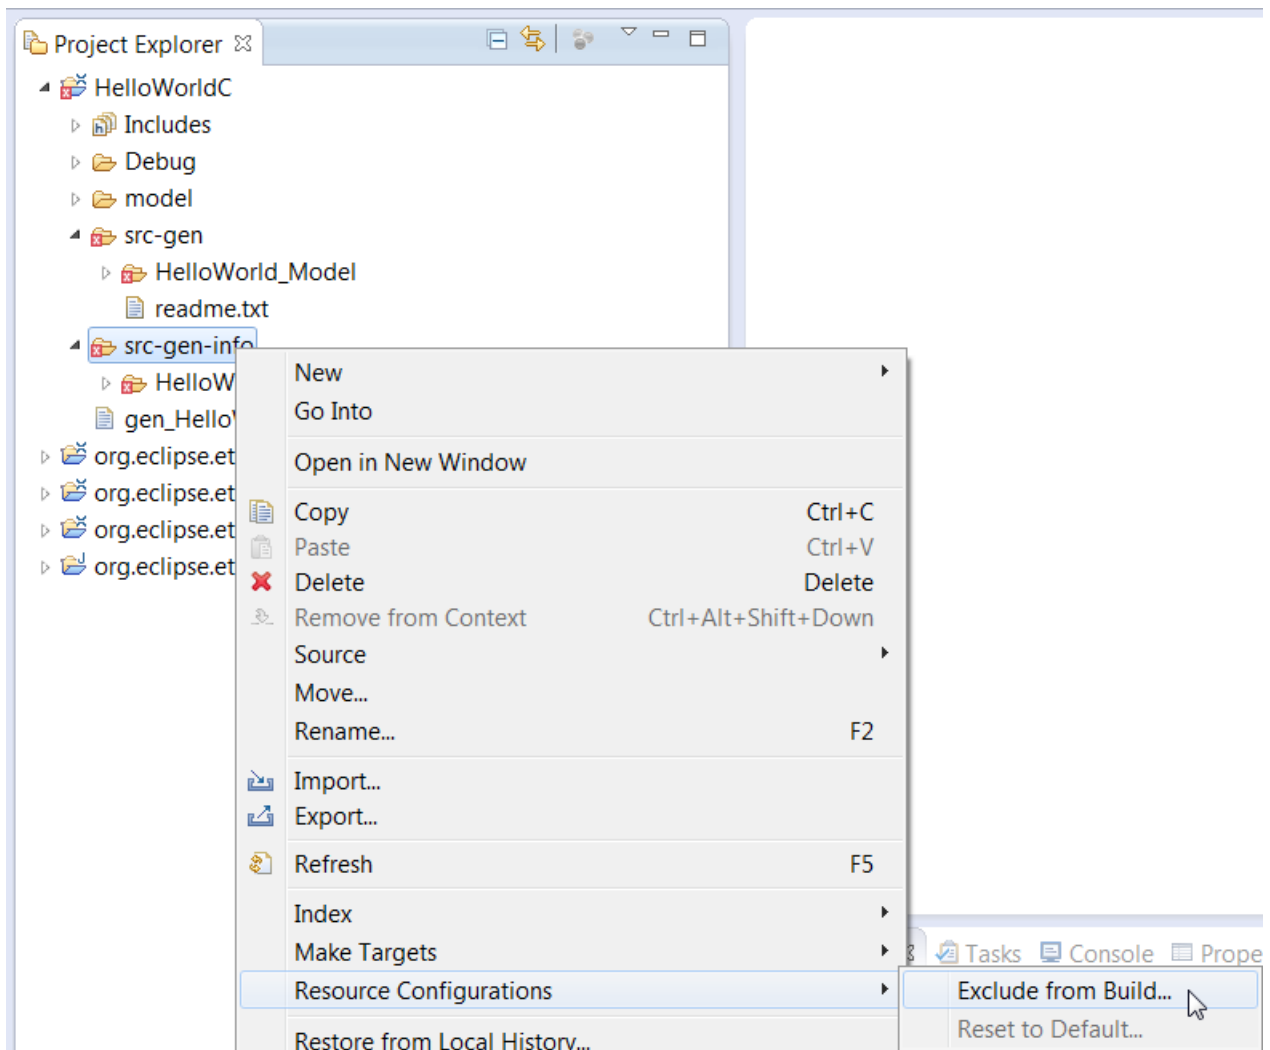 Project Explorer
HelloWorldC
Includes
Debug
model
src-gen
HelloWorld_Model
readme.txt
src-gen-info
HelloW
gen_Hello
org.eclipse.et
org.eclipse.et
org.eclipse.et
org.eclipse.et
New
Go Into
Open in New Window
Copy Ctrl+C
Paste Ctrl+V
Delete Delete
Remove from Context Ctrl+Alt+Shift+Down
Source
Move...
Rename... F2
Import...
Export...
Refresh F5
Index
Make Targets
Resource Configurations
Restore from Local History...
Tasks Console Prope
Exclude from Build...
Reset to Default...